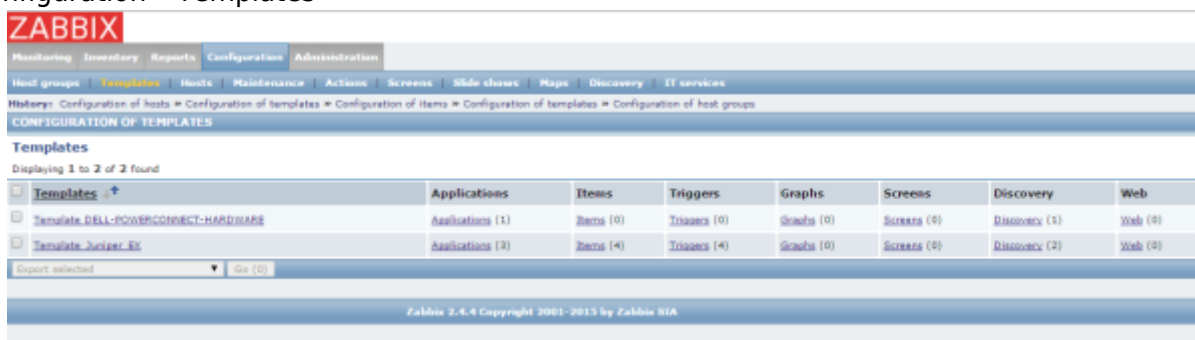 ZABBIX
Monitoring Inventory Reports Configuration Administration
Host groups | Templates | Hosts | Maintenance | Actions | Screens | Slide shows | Maps | Discovery | IT services
History: Configuration of hosts » Configuration of templates » Configuration of items » Configuration of templates » Configuration of host groups
CONFIGURATION OF TEMPLATES
Templates
Displaying 1 to 2 of 2 found
Templates Applications Items Triggers Graphs Screens Discovery Web
Template DELL-POWERCONNECT-HARDWARE Applications (1) Items (0) Triggers (0) Graphs (0) Screens (0) Discovery (1) Web (0)
Template Juniper EX Applications (3) Items (4) Triggers (4) Graphs (0) Screens (0) Discovery (2) Web (0)
Export selected Go (0)
Zabbix 2.4.4 Copyright 2001-2015 by Zabbix SIA